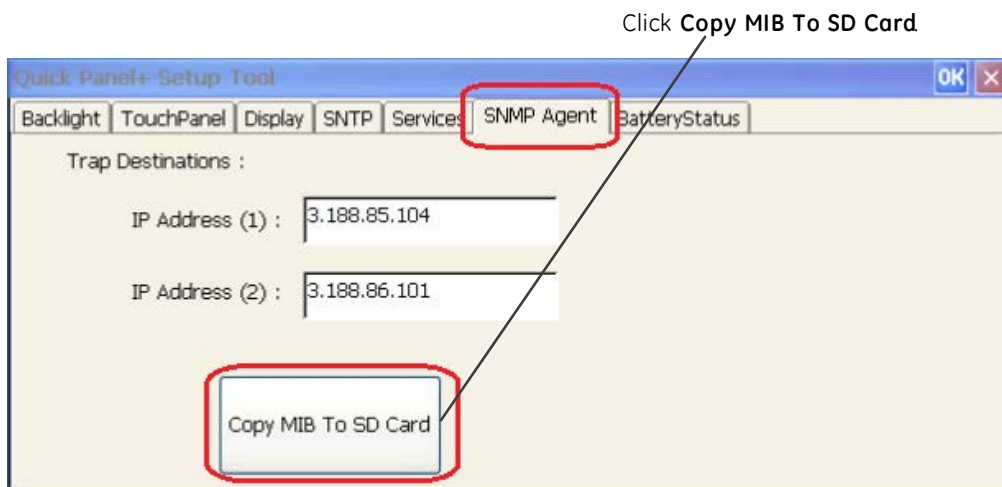 Click Copy MIB To SD Card.
Quick Panel+ Setup Tool OK ×
Backlight TouchPanel Display SNTP Services SNMP Agent BatteryStatus
Trap Destinations :
IP Address (1) : 3.188.85.104
IP Address (2) : 3.188.86.101
Copy MIB To SD Card